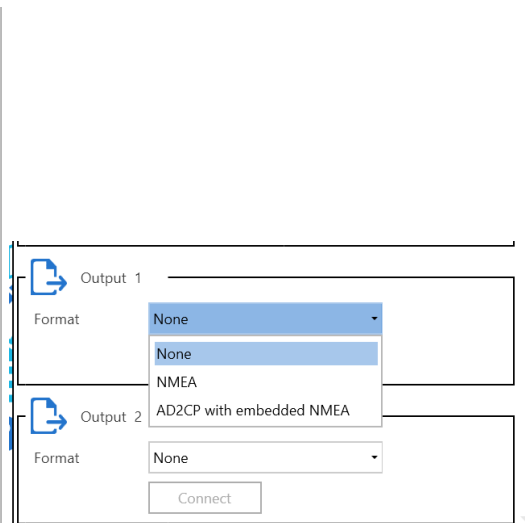 Output 1
Format None
None
NMEA
AD2CP with embedded NMEA
Output 2
Format None
Connect